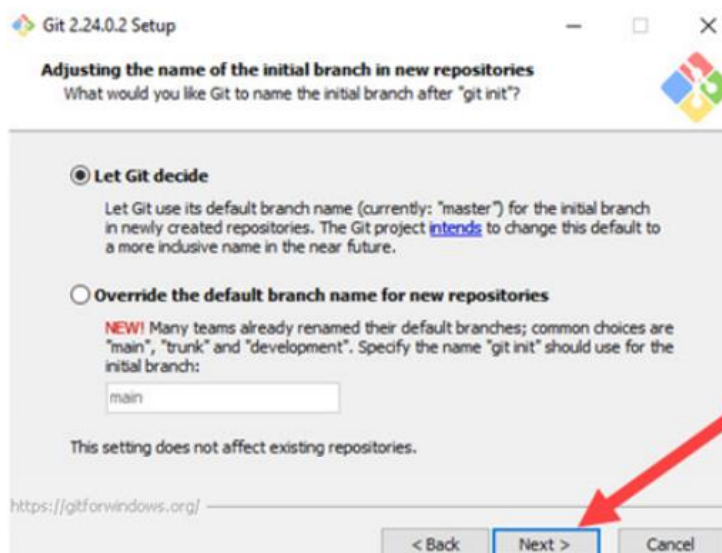 Git 2.24.0.2 Setup
Adjusting the name of the initial branch in new repositories
What would you like Git to name the initial branch after "git init"?
Let Git decide
Let Git use its default branch name (currently: "master") for the initial branch
in newly created repositories. The Git project intends to change this default to
a more inclusive name in the near future.
Override the default branch name for new repositories
NEW! Many teams already renamed their default branches; common choices are
"main", "trunk" and "development". Specify the name "git init" should use for the
initial branch:
main
This setting does not affect existing repositories.
https://gitforwindows.org/
< Back Next > Cancel